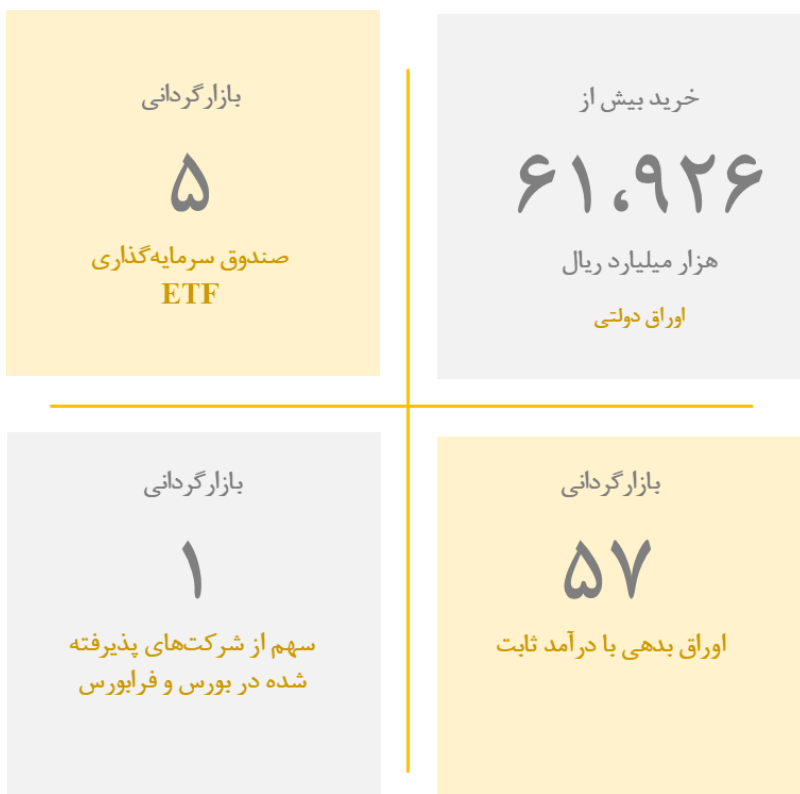 خرید بیش از
۶۱،۹۲۶
هزار میلیارد ریال
اوراق دولتی
بازارگردانی
۵
صندوق سرمایه‌گذاری
ETF
بازارگردانی
۵۷
اوراق بدهی با درآمد ثابت
بازارگردانی
۱
سهم از شرکت‌های پذیرفته
شده در بورس و فرابورس